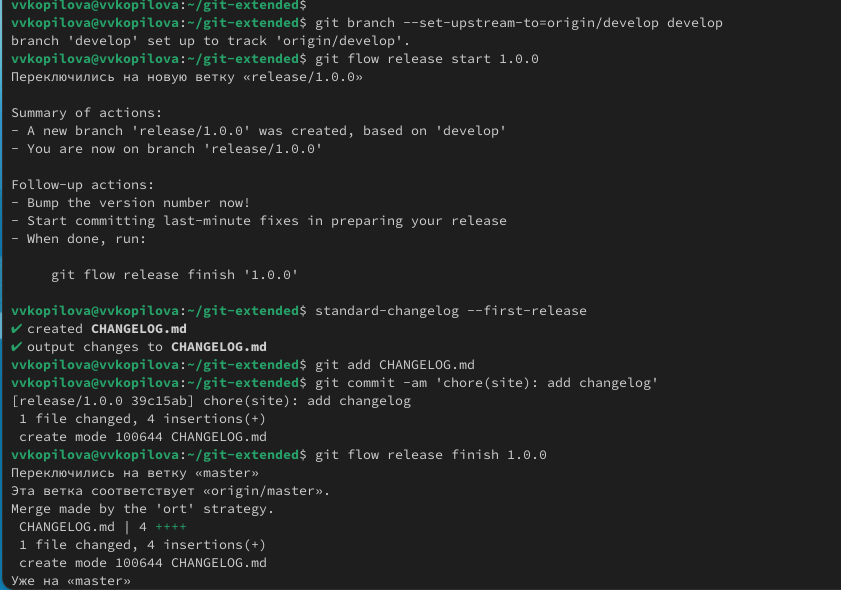 vvkopilova@vvkopilova:~/git-extended$
vvkopilova@vvkopilova:~/git-extended$ git branch --set-upstream-to=origin/develop develop
branch 'develop' set up to track 'origin/develop'.
vvkopilova@vvkopilova:~/git-extended$ git flow release start 1.0.0
Переключились на новую ветку «release/1.0.0»
Summary of actions:
- A new branch 'release/1.0.0' was created, based on 'develop'
- You are now on branch 'release/1.0.0'
Follow-up actions:
- Bump the version number now!
- Start committing last-minute fixes in preparing your release
- When done, run:
git flow release finish '1.0.0'
vvkopilova@vvkopilova:~/git-extended$ standard-changelog --first-release
✔ created CHANGELOG.md
✔ output changes to CHANGELOG.md
vvkopilova@vvkopilova:~/git-extended$ git add CHANGELOG.md
vvkopilova@vvkopilova:~/git-extended$ git commit -am 'chore(site): add changelog'
[release/1.0.0 39c15ab] chore(site): add changelog
1 file changed, 4 insertions(+)
create mode 100644 CHANGELOG.md
vvkopilova@vvkopilova:~/git-extended$ git flow release finish 1.0.0
Переключились на ветку «master»
Эта ветка соответствует «origin/master».
Merge made by the 'ort' strategy.
CHANGELOG.md | 4 ++++
1 file changed, 4 insertions(+)
create mode 100644 CHANGELOG.md
Уже на «master»